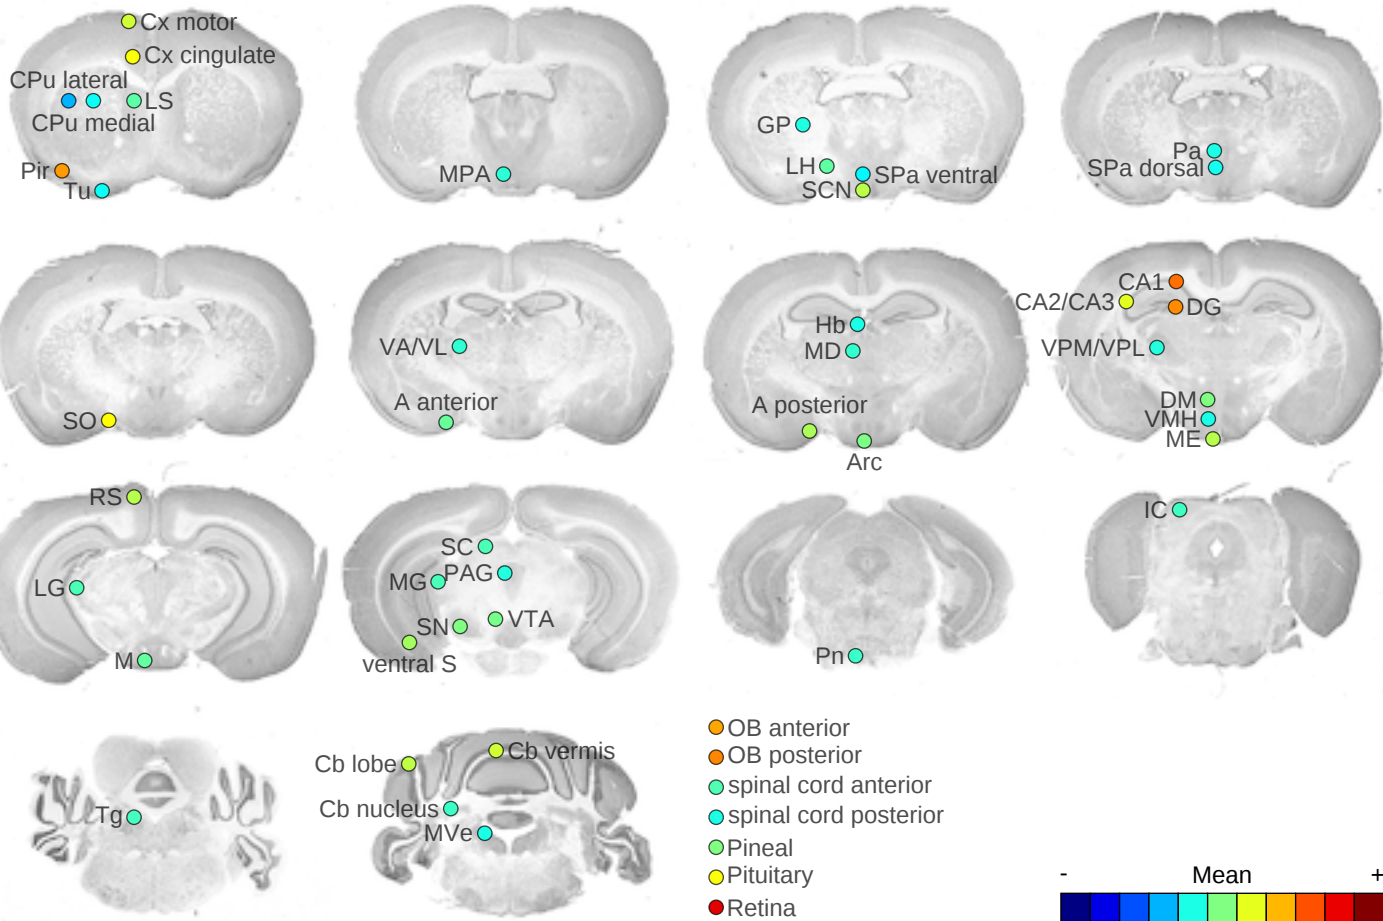 Cx motor
Cx cingulate
CPu lateral
LS
CPu medial
Pir
Tu
MPA
GP
LH
SPa ventral
SCN
Pa
SPa dorsal
SO
VA/VL
A anterior
Hb
MD
A posterior
Arc
CA1
CA2/CA3
DG
VPM/VPL
DM
VMH
ME
RS
LG
M
SC
MG
PAG
SN
VTA
ventral S
Pn
IC
Tg
Cb lobe
Cb vermis
Cb nucleus
MVe
OB anterior
OB posterior
spinal cord anterior
spinal cord posterior
Pineal
Pituitary
Retina
- Mean +